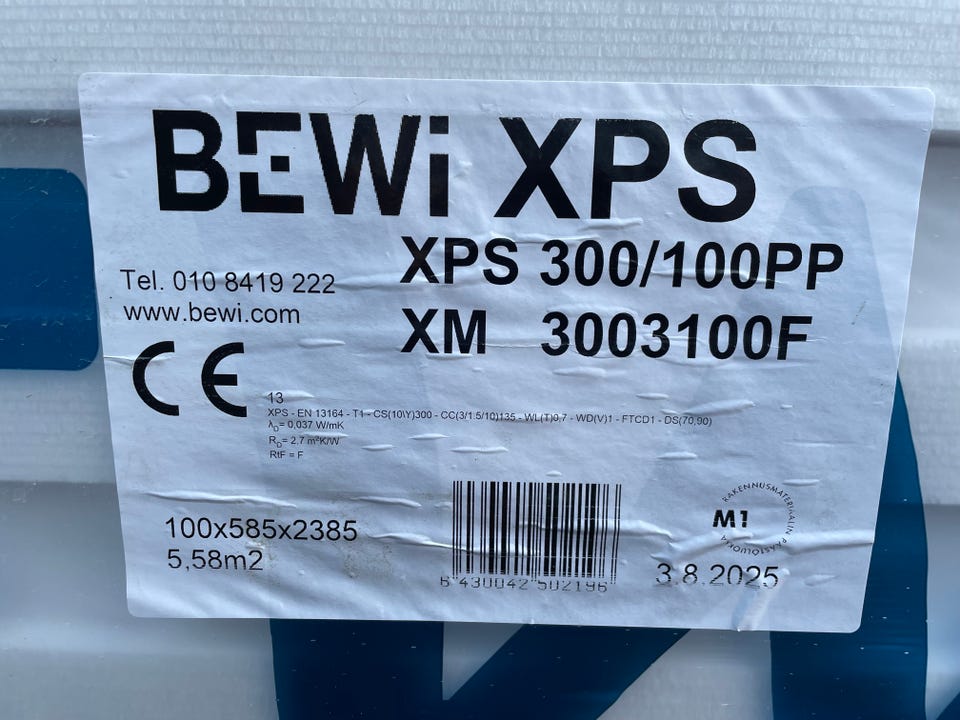 BEWi XPS
XPS 300/100PP
XM 3003100F
Tel. 010 8419 222
www.bewi.com
CE
13
XPS - EN 13164 - T1 - CS(10\Y)300 - CC(3/1.5/10)135 - WL(T)0,7 - WD(V)1 - FTCD1 - DS(70,90)
λD= 0,037 W/mK
RD= 2.7 m²K/W
RtF = F
100x585x2385
5,58m2
6 430042 502196
RAKENNUSMATERIAALIN PÄÄSTÖLUOKKA
M1
3.8.2025